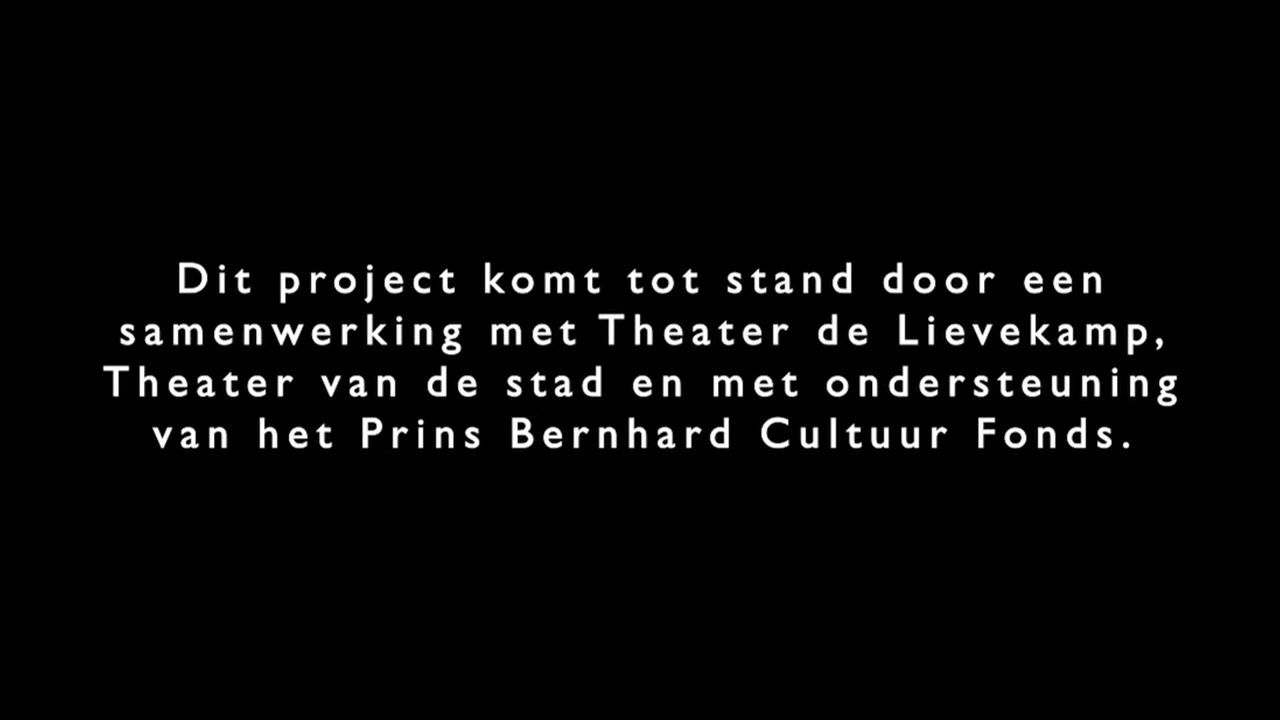 Dit project komt tot stand door een
samenwerking met Theater de Lievekamp,
Theater van de stad en met ondersteuning
van het Prins Bernhard Cultuur Fonds.